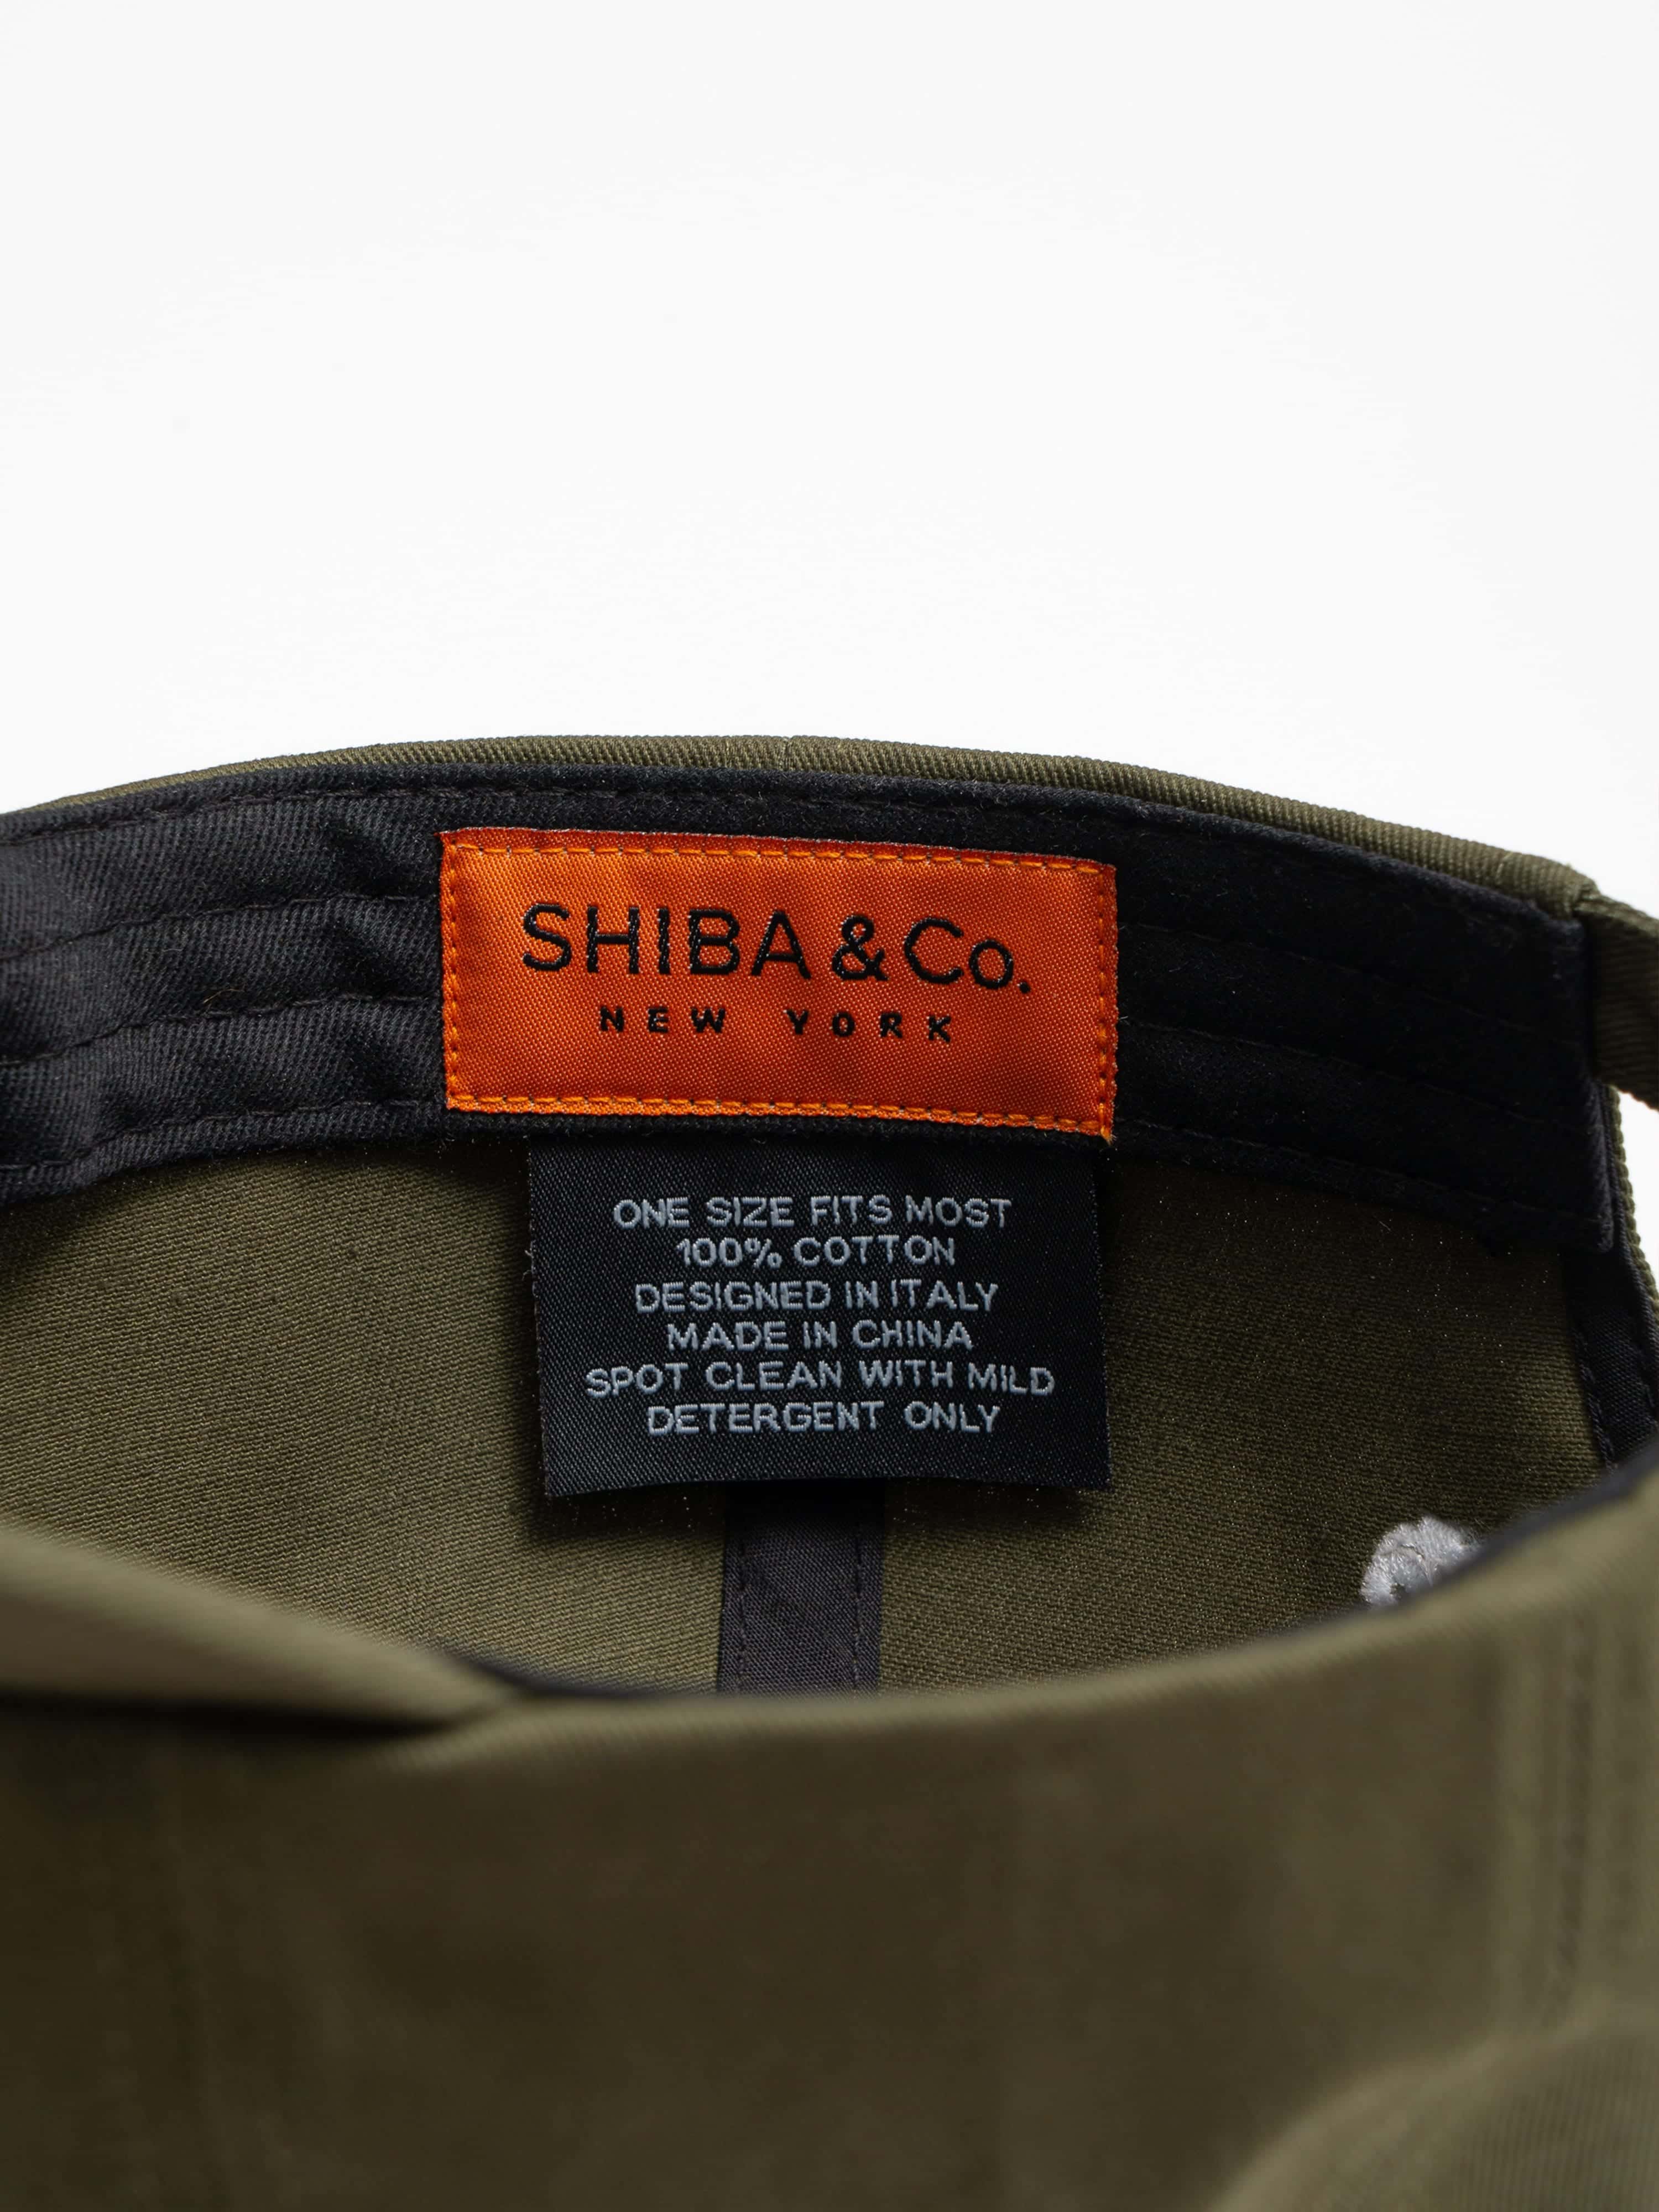 SHIBA & Co.
NEW YORK
ONE SIZE FITS MOST
100% COTTON
DESIGNED IN ITALY
MADE IN CHINA
SPOT CLEAN WITH MILD
DETERGENT ONLY